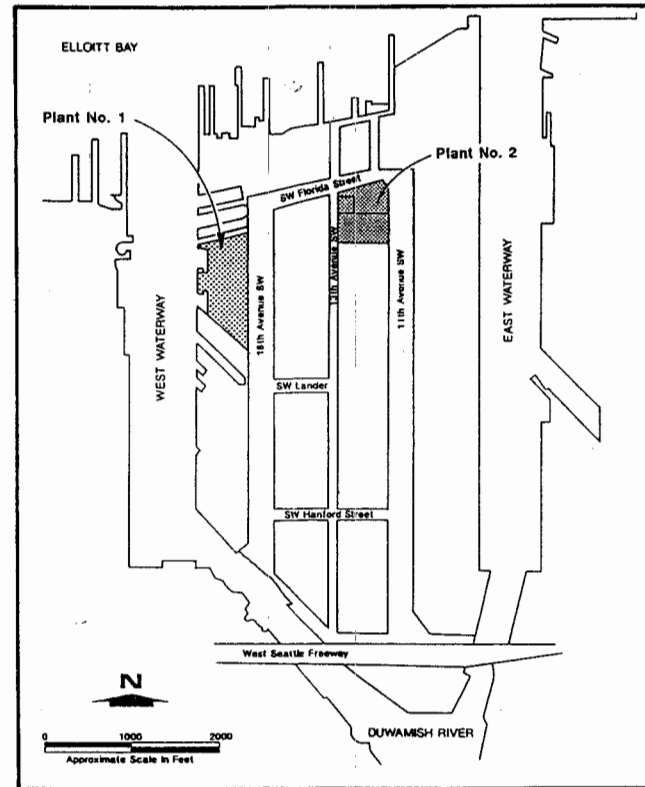 ELLOITT BAY
Plant No. 1
Plant No. 2
SW Florida Street
13th Avenue SW
11th Avenue SW
16th Avenue SW
WEST WATERWAY
EAST WATERWAY
SW Lander
SW Hanford Street
West Seattle Freeway
N
DUWAMISH RIVER
0 1000 2000
Approximate Scale in Feet